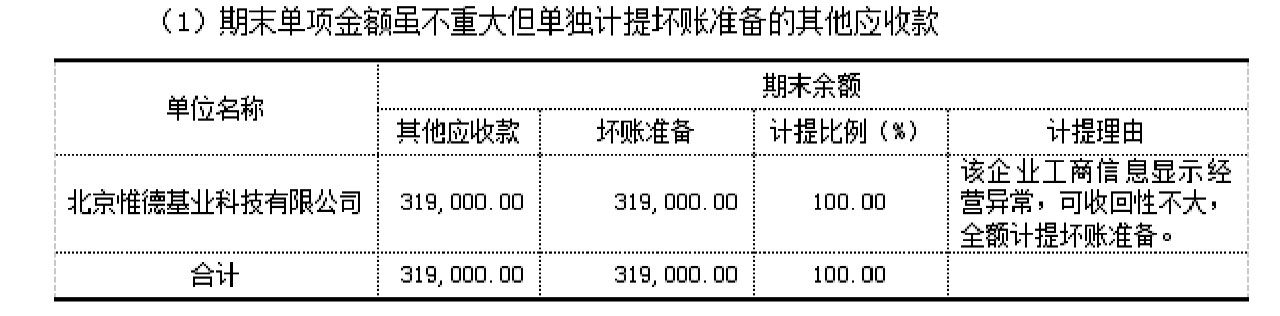 （1）期末单项金额虽不重大但单独计提坏账准备的其他应收款
单位名称 期末余额
其他应收款 坏账准备 计提比例（%） 计提理由
北京惟德基业科技有限公司 319,000.00 319,000.00 100.00 该企业工商信息显示经
营异常，可收回性不大，
全额计提坏账准备。
合计 319,000.00 319,000.00 100.00